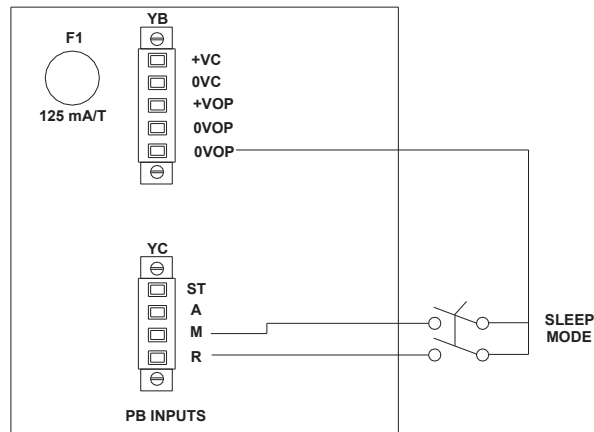 YB
F1
125 mA/T
+VC
0VC
+VOP
0VOP
0VOP
YC
ST
A
M
R
PB INPUTS
SLEEP
MODE